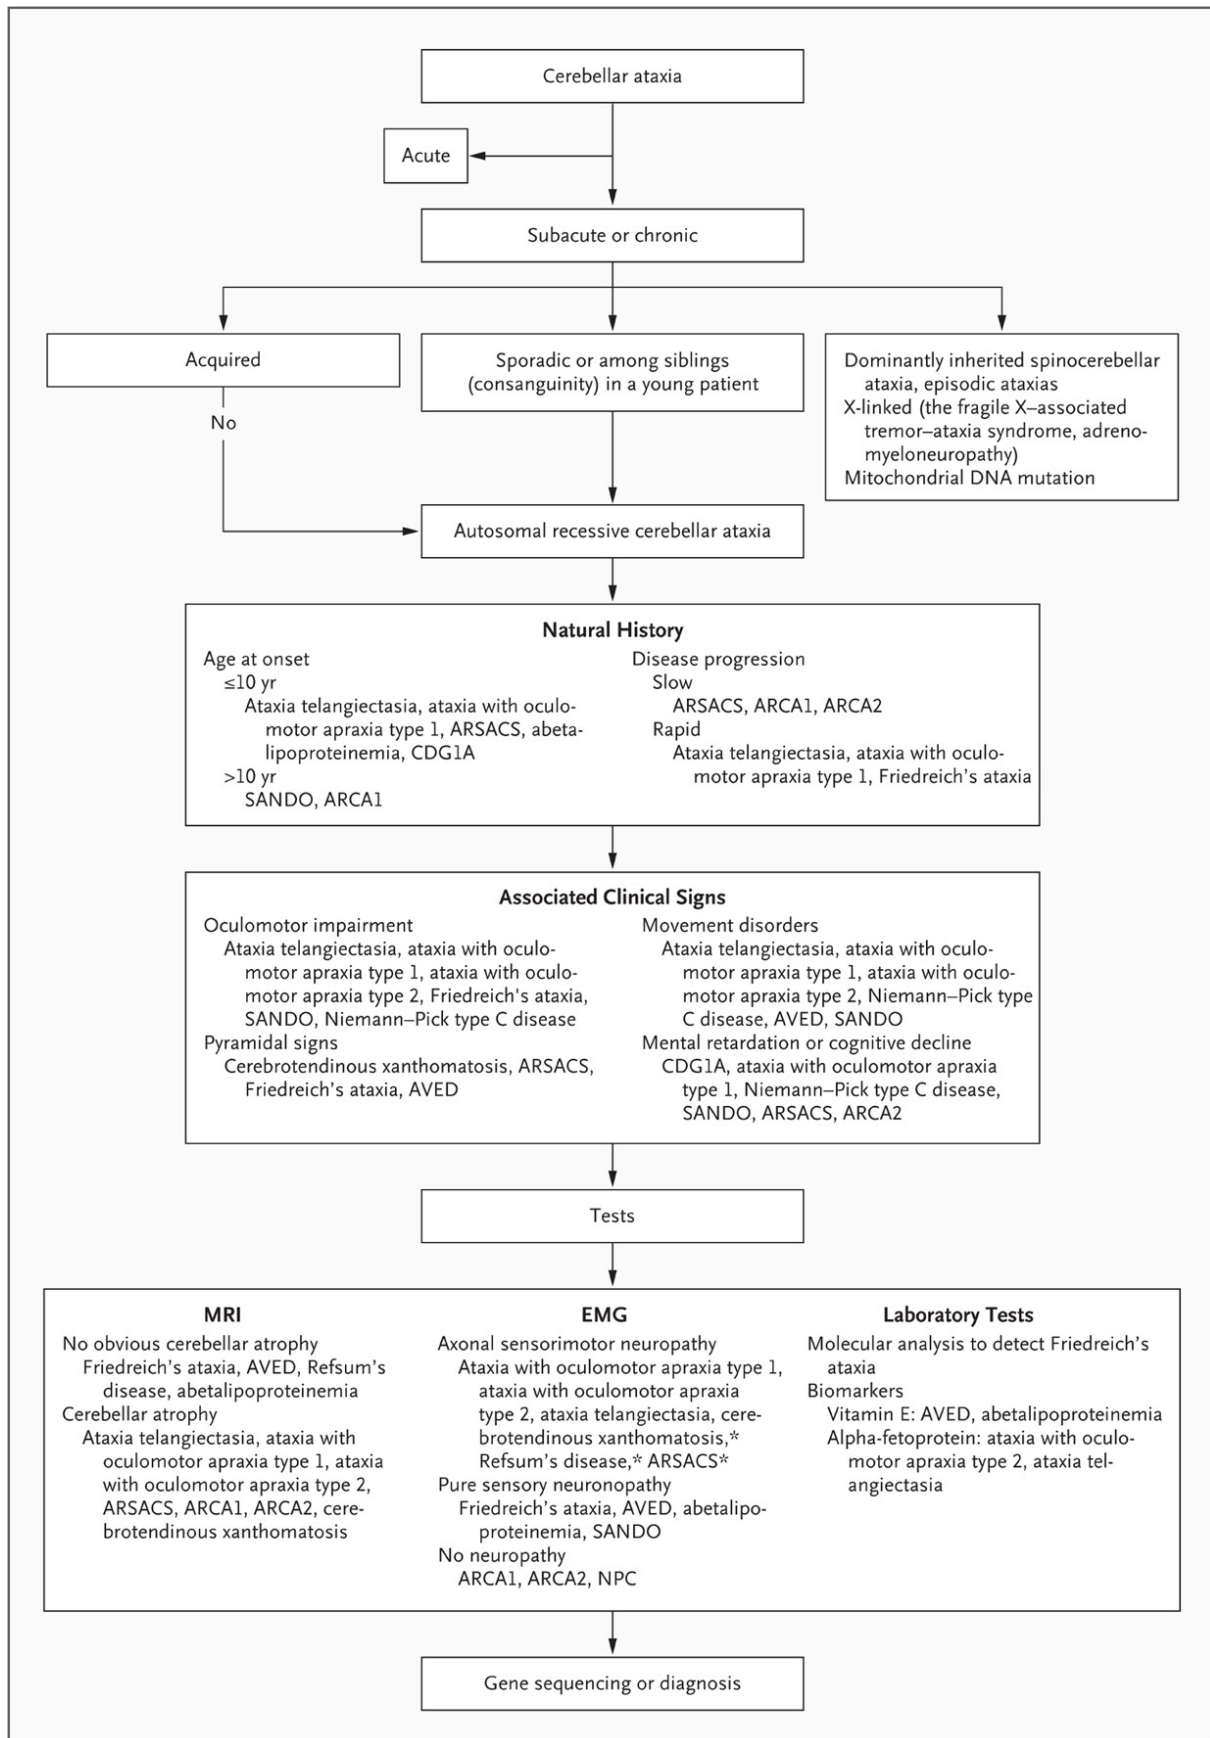 Cerebellar ataxia
Acute
Subacute or chronic
Acquired
No
Sporadic or among siblings
(consanguinity) in a young patient
Dominantly inherited spinocerebellar
ataxia, episodic ataxias
X-linked (the fragile X–associated
tremor–ataxia syndrome, adreno-
myeloneuropathy)
Mitochondrial DNA mutation
Autosomal recessive cerebellar ataxia
Natural History
Age at onset
≤10 yr
Ataxia telangiectasia, ataxia with oculo-
motor apraxia type 1, ARSACS, abeta-
lipoproteinemia, CDG1A
>10 yr
SANDO, ARCA1
Disease progression
Slow
ARSACS, ARCA1, ARCA2
Rapid
Ataxia telangiectasia, ataxia with oculo-
motor apraxia type 1, Friedreich's ataxia
Associated Clinical Signs
Oculomotor impairment
Ataxia telangiectasia, ataxia with oculo-
motor apraxia type 1, ataxia with oculo-
motor apraxia type 2, Friedreich's ataxia,
SANDO, Niemann–Pick type C disease
Pyramidal signs
Cerebrotendinous xanthomatosis, ARSACS,
Friedreich's ataxia, AVED
Movement disorders
Ataxia telangiectasia, ataxia with oculo-
motor apraxia type 1, ataxia with oculo-
motor apraxia type 2, Niemann–Pick type
C disease, AVED, SANDO
Mental retardation or cognitive decline
CDG1A, ataxia with oculomotor apraxia
type 1, Niemann–Pick type C disease,
SANDO, ARSACS, ARCA2
Tests
MRI
No obvious cerebellar atrophy
Friedreich's ataxia, AVED, Refsum's
disease, abetalipoproteinemia
Cerebellar atrophy
Ataxia telangiectasia, ataxia with
oculomotor apraxia type 1, ataxia
with oculomotor apraxia type 2,
ARSACS, ARCA1, ARCA2, cere-
brotendinous xanthomatosis
EMG
Axonal sensorimotor neuropathy
Ataxia with oculomotor apraxia type 1,
ataxia with oculomotor apraxia
type 2, ataxia telangiectasia, cere-
brotendinous xanthomatosis,*
Refsum's disease,* ARSACS*
Pure sensory neuronopathy
Friedreich's ataxia, AVED, abetalipo-
proteinemia, SANDO
No neuropathy
ARCA1, ARCA2, NPC
Laboratory Tests
Molecular analysis to detect Friedreich's
ataxia
Biomarkers
Vitamin E: AVED, abetalipoproteinemia
Alpha-fetoprotein: ataxia with oculo-
motor apraxia type 2, ataxia tel-
angiectasia
Gene sequencing or diagnosis